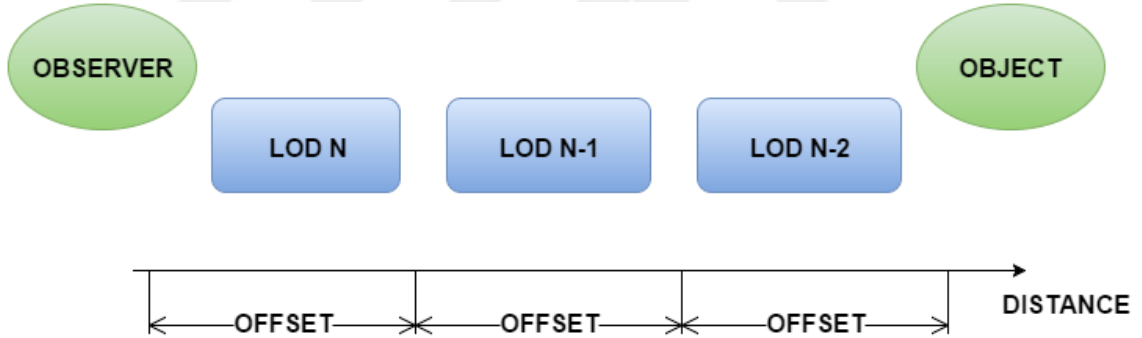 OBSERVER
OBJECT
LOD N
LOD N-1
LOD N-2
DISTANCE
OFFSET
OFFSET
OFFSET